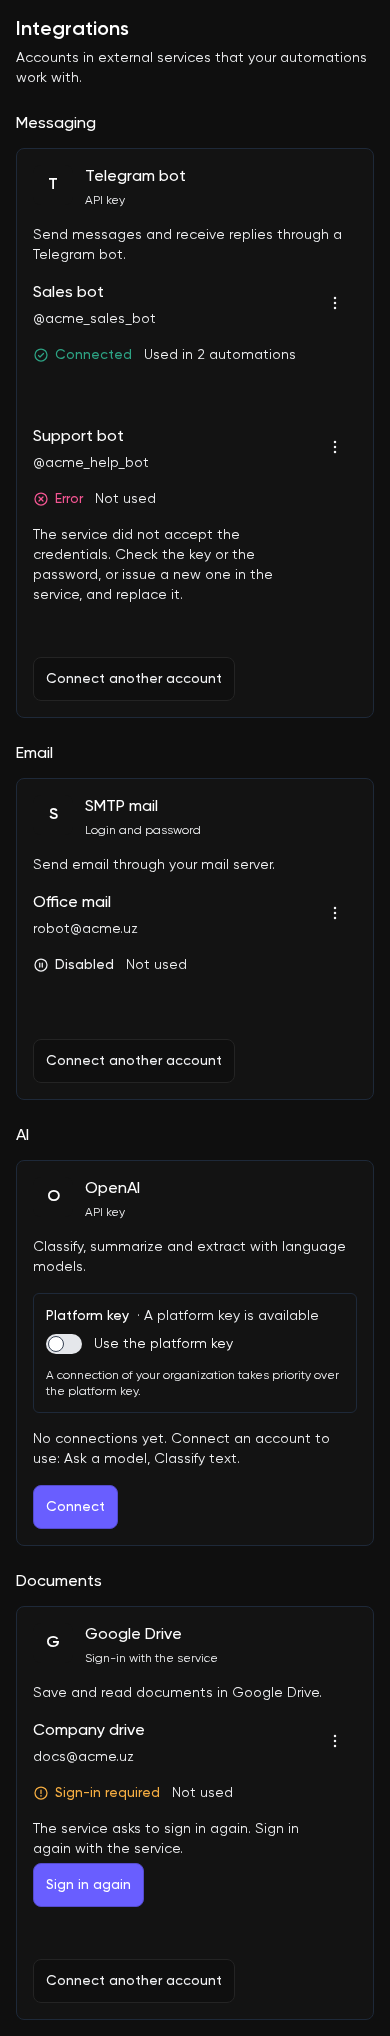 Integrations
Accounts in external services that your automations
work with.
Messaging
T
Telegram bot
API key
Send messages and receive replies through a
Telegram bot.
Sales bot
@acme_sales_bot
Connected Used in 2 automations
Support bot
@acme_help_bot
Error Not used
The service did not accept the
credentials. Check the key or the
password, or issue a new one in the
service, and replace it.
Connect another account
Email
S
SMTP mail
Login and password
Send email through your mail server.
Office mail
robot@acme.uz
Disabled Not used
Connect another account
AI
O
OpenAI
API key
Classify, summarize and extract with language
models.
Platform key · A platform key is available
Use the platform key
A connection of your organization takes priority over
the platform key.
No connections yet. Connect an account to
use: Ask a model, Classify text.
Connect
Documents
G
Google Drive
Sign-in with the service
Save and read documents in Google Drive.
Company drive
docs@acme.uz
Sign-in required Not used
The service asks to sign in again. Sign in
again with the service.
Sign in again
Connect another account